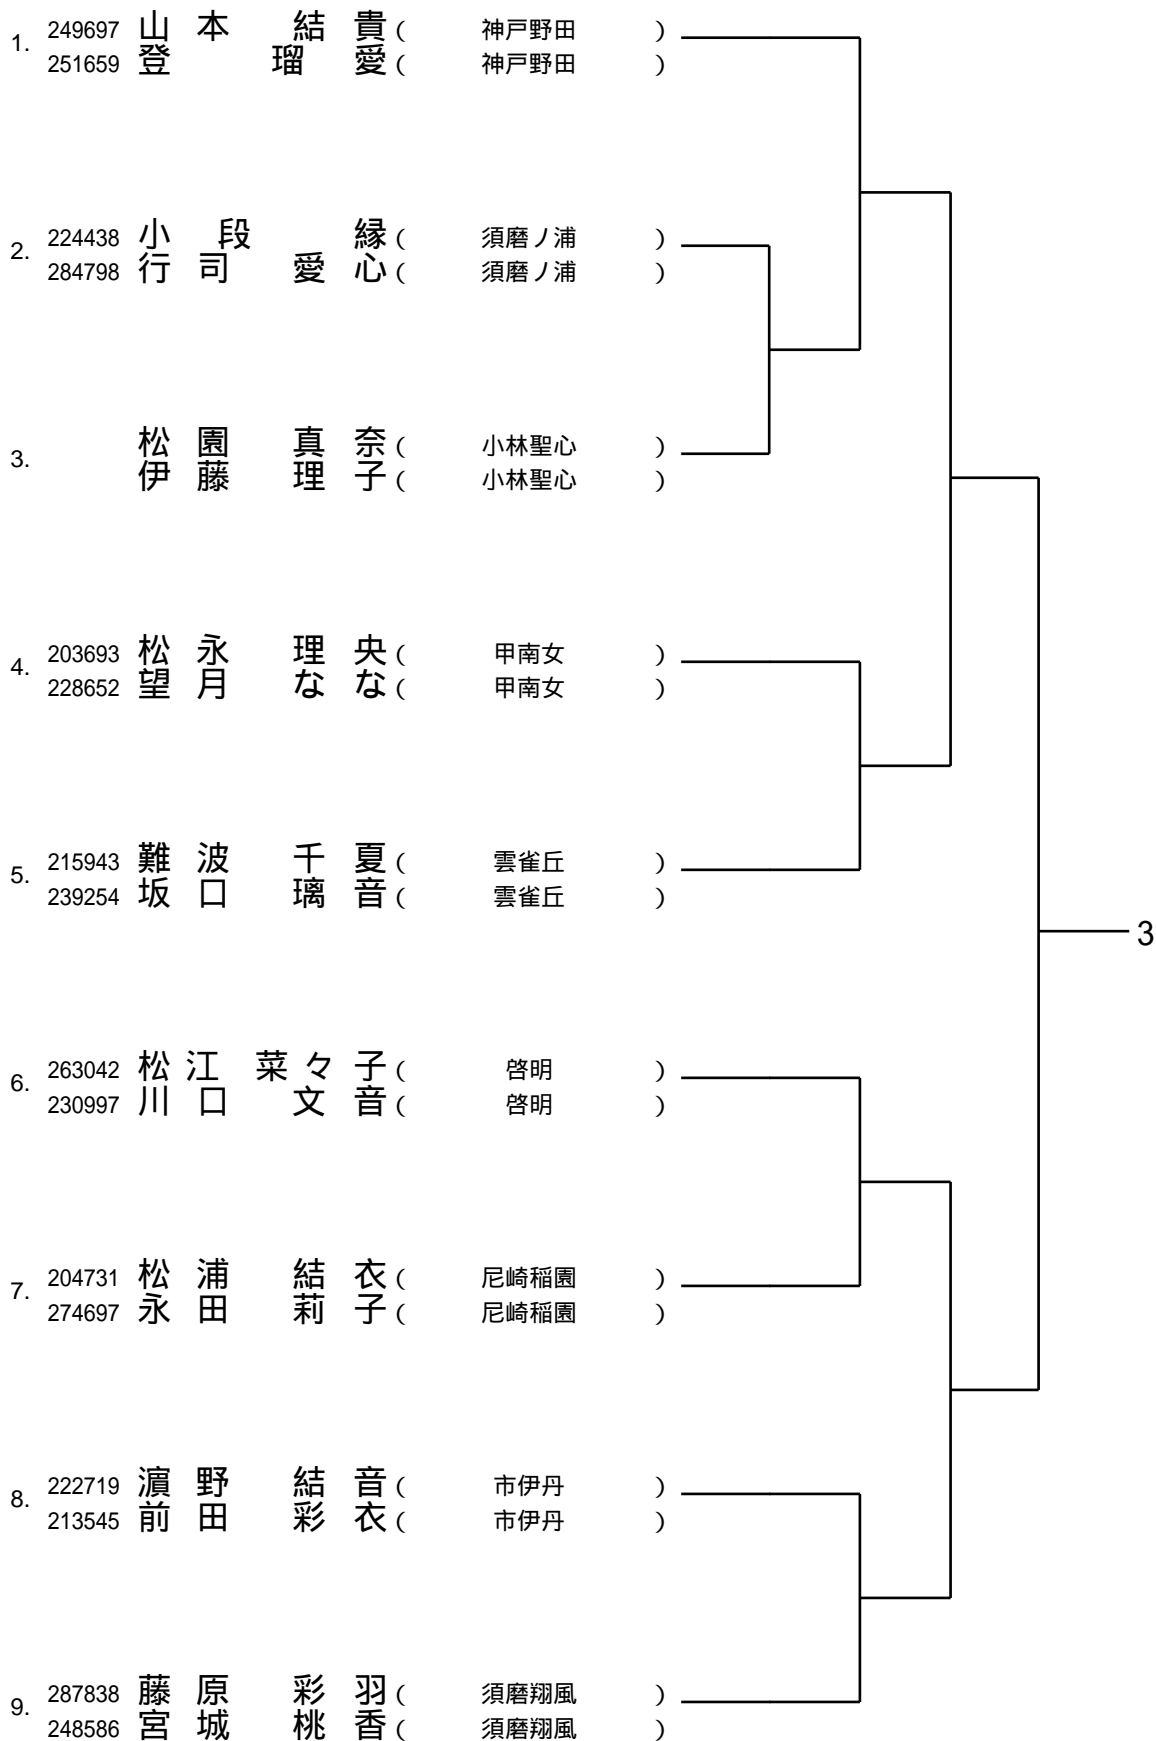 1. 249697 山本 結貴 ( 神戸野田 )
251659 登 瑠愛 ( 神戸野田 )
2. 224438 小段 縁 ( 須磨ノ浦 )
284798 行司 愛心 ( 須磨ノ浦 )
3. 松園 真奈 ( 小林聖心 )
伊藤 理子 ( 小林聖心 )
4. 203693 松永 理央 ( 甲南女 )
228652 望月 なな ( 甲南女 )
5. 215943 難波 千夏 ( 雲雀丘 )
239254 坂口 璃音 ( 雲雀丘 )
3
6. 263042 松江 菜々子 ( 啓明 )
230997 川口 文音 ( 啓明 )
7. 204731 松浦 結衣 ( 尼崎稲園 )
274697 永田 莉子 ( 尼崎稲園 )
8. 222719 濵野 結音 ( 市伊丹 )
213545 前田 彩衣 ( 市伊丹 )
9. 287838 藤原 彩羽 ( 須磨翔風 )
248586 宮城 桃香 ( 須磨翔風 )